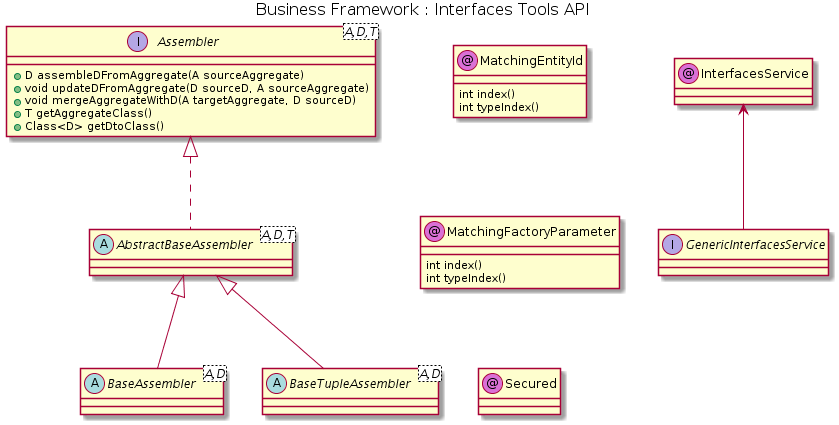 Business Framework : Interfaces Tools API
I Assembler A,D,T
D assembleDFromAggregate(A sourceAggregate)
void updateDFromAggregate(D sourceD, A sourceAggregate)
void mergeAggregateWithD(A targetAggregate, D sourceD)
T getAggregateClass()
Class<D> getDtoClass()
@ MatchingEntityId
int index()
int typeIndex()
@ InterfacesService
A AbstractBaseAssembler A,D,T
@ MatchingFactoryParameter
int index()
int typeIndex()
I GenericInterfacesService
A BaseAssembler A,D
A BaseTupleAssembler A,D
@ Secured